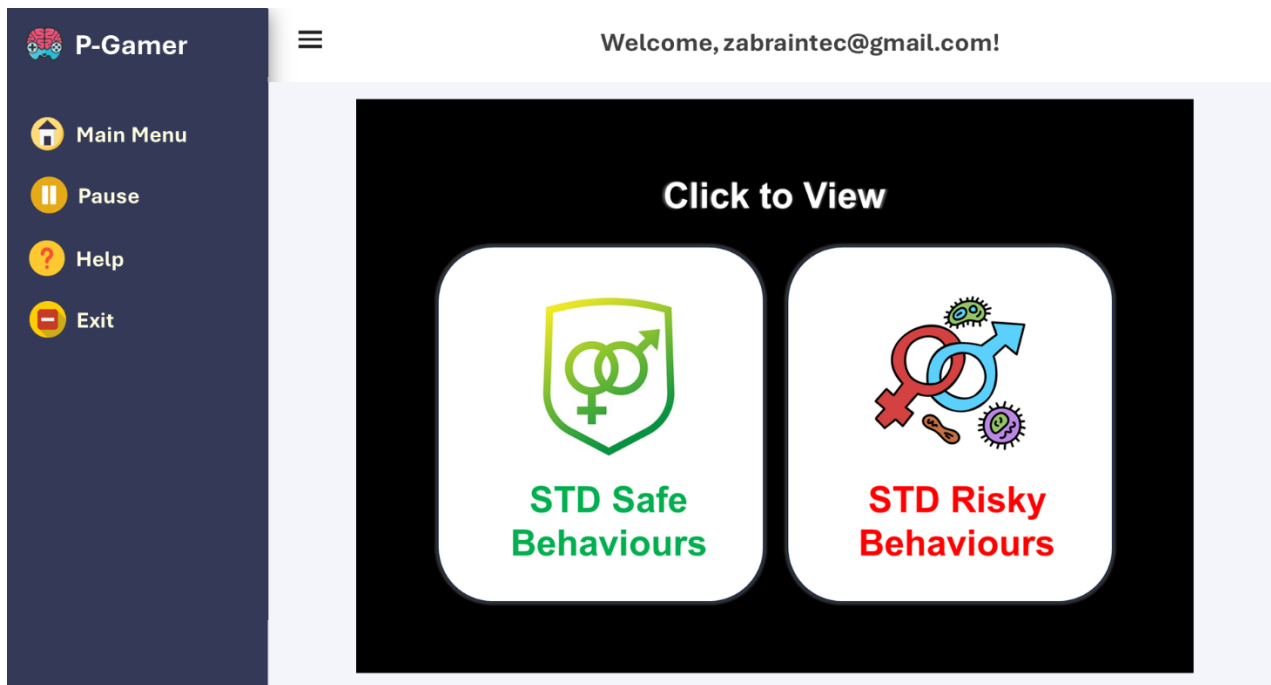 P-Gamer
Welcome, zabraintec@gmail.com!
Main Menu
Pause
Help
Exit
Click to View
STD Safe
Behaviours
STD Risky
Behaviours